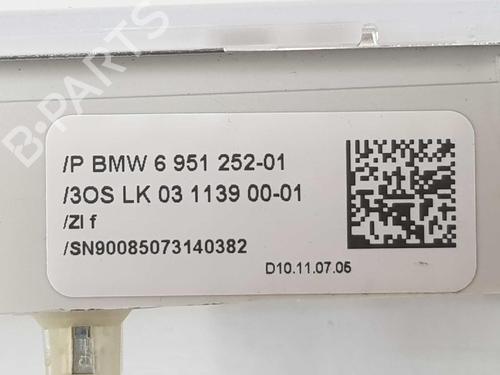 B-PARTS
/P BMW 6 951 252-01
/3OS LK 03 1139 00-01
/ZI f
/SN90085073140382
D10.11.07.05